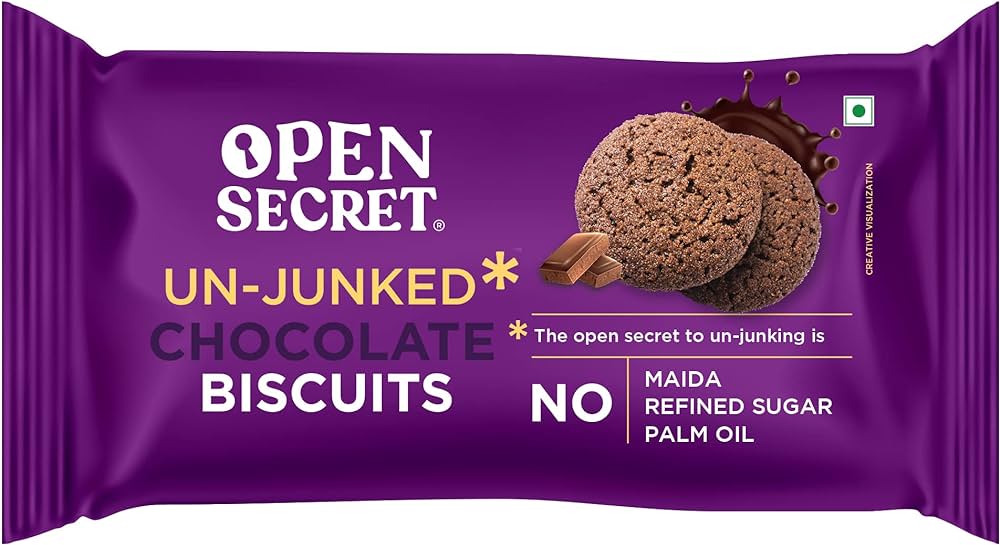 OPEN
SECRET®
UN-JUNKED*
CHOCOLATE
BISCUITS
* The open secret to un-junking is
NO
MAIDA
REFINED SUGAR
PALM OIL
CREATIVE VISUALIZATION